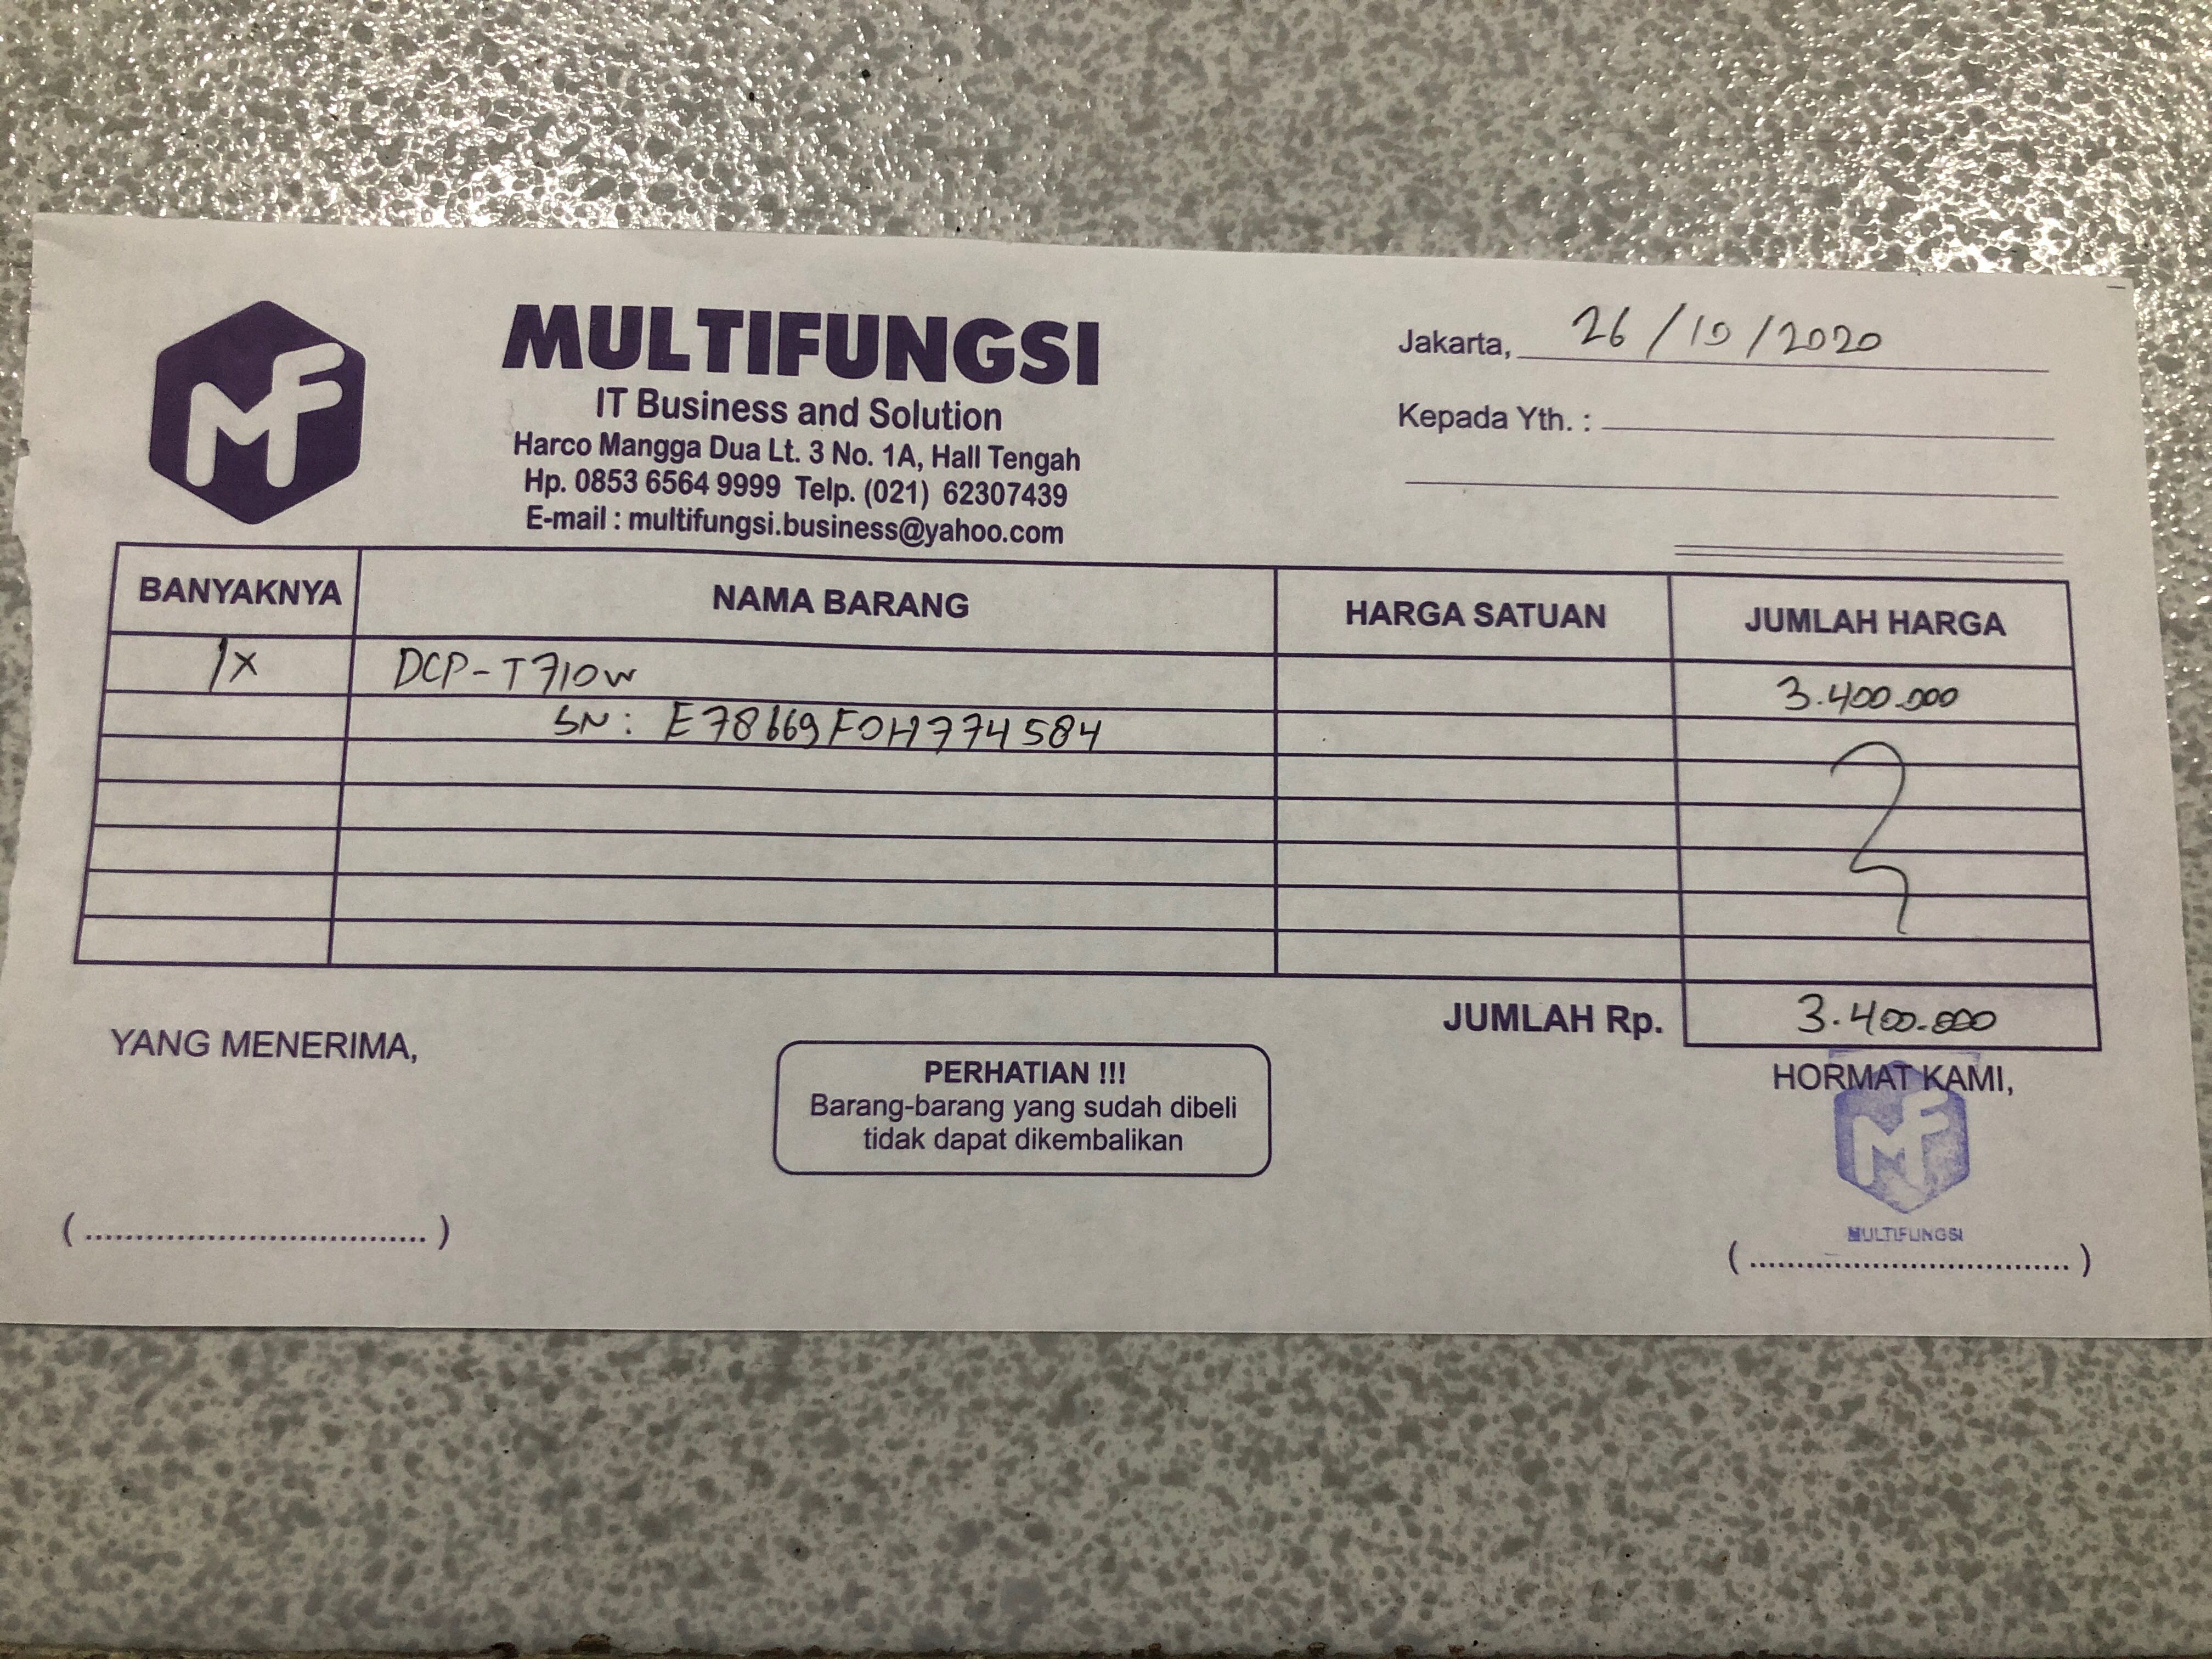 MF
MULTIFUNGSI
IT Business and Solution
Harco Mangga Dua Lt. 3 No. 1A, Hall Tengah
Hp. 0853 6564 9999 Telp. (021) 62307439
E-mail : multifungsi.business@yahoo.com
Jakarta, 26/10/2020
Kepada Yth. :
BANYAKNYA NAMA BARANG HARGA SATUAN JUMLAH HARGA
1x DCP-T710W 3.400.000
SN: E78669F0H774584
JUMLAH Rp. 3.400.000
YANG MENERIMA,
PERHATIAN !!!
Barang-barang yang sudah dibeli
tidak dapat dikembalikan
HORMAT KAMI,
MF
MULTIFUNGSI
(..................................) (..................................)